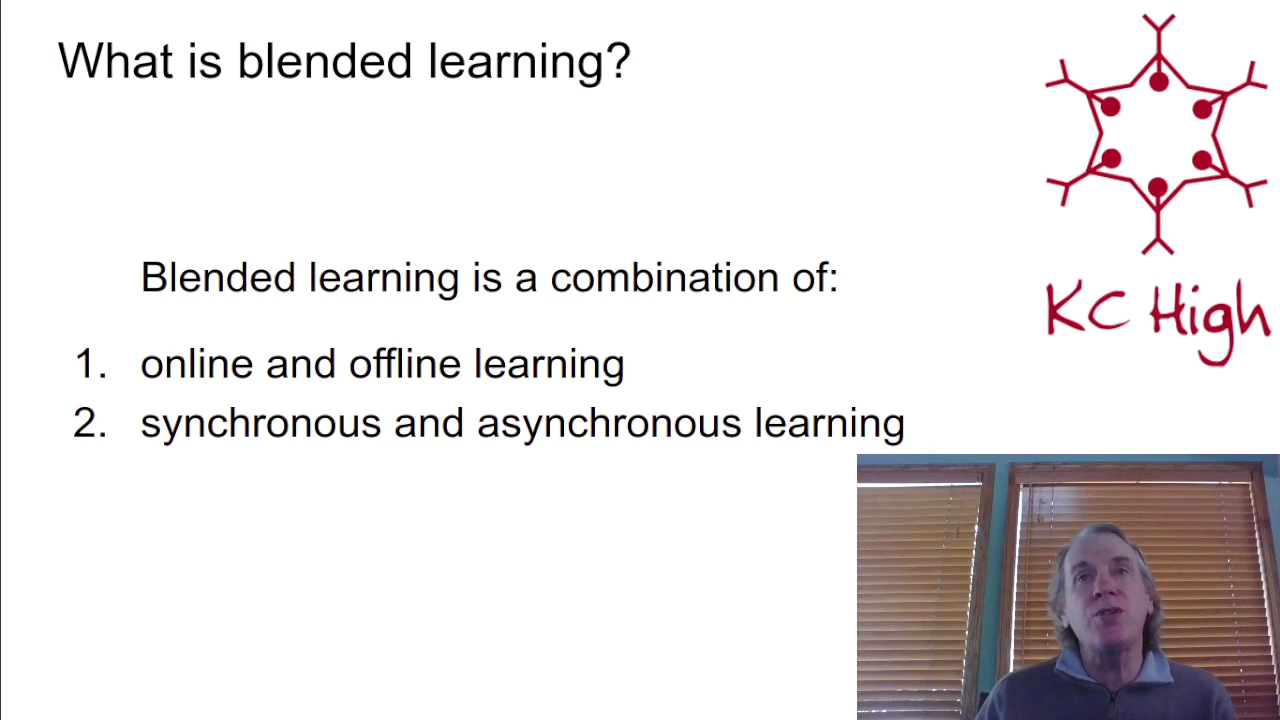 What is blended learning?
Blended learning is a combination of:
1. online and offline learning
2. synchronous and asynchronous learning
KC High